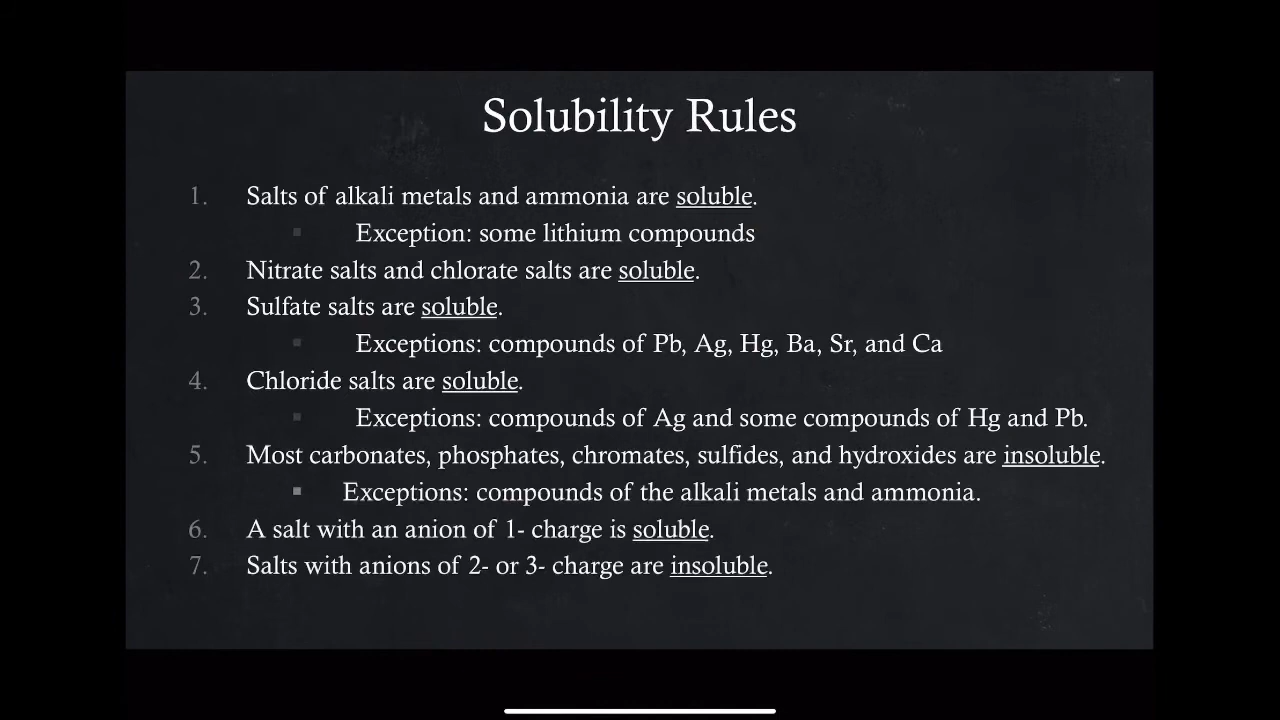 Solubility Rules
1. Salts of alkali metals and ammonia are soluble.
▪ Exception: some lithium compounds
2. Nitrate salts and chlorate salts are soluble.
3. Sulfate salts are soluble.
▪ Exceptions: compounds of Pb, Ag, Hg, Ba, Sr, and Ca
4. Chloride salts are soluble.
▪ Exceptions: compounds of Ag and some compounds of Hg and Pb.
5. Most carbonates, phosphates, chromates, sulfides, and hydroxides are insoluble.
▪ Exceptions: compounds of the alkali metals and ammonia.
6. A salt with an anion of 1- charge is soluble.
7. Salts with anions of 2- or 3- charge are insoluble.